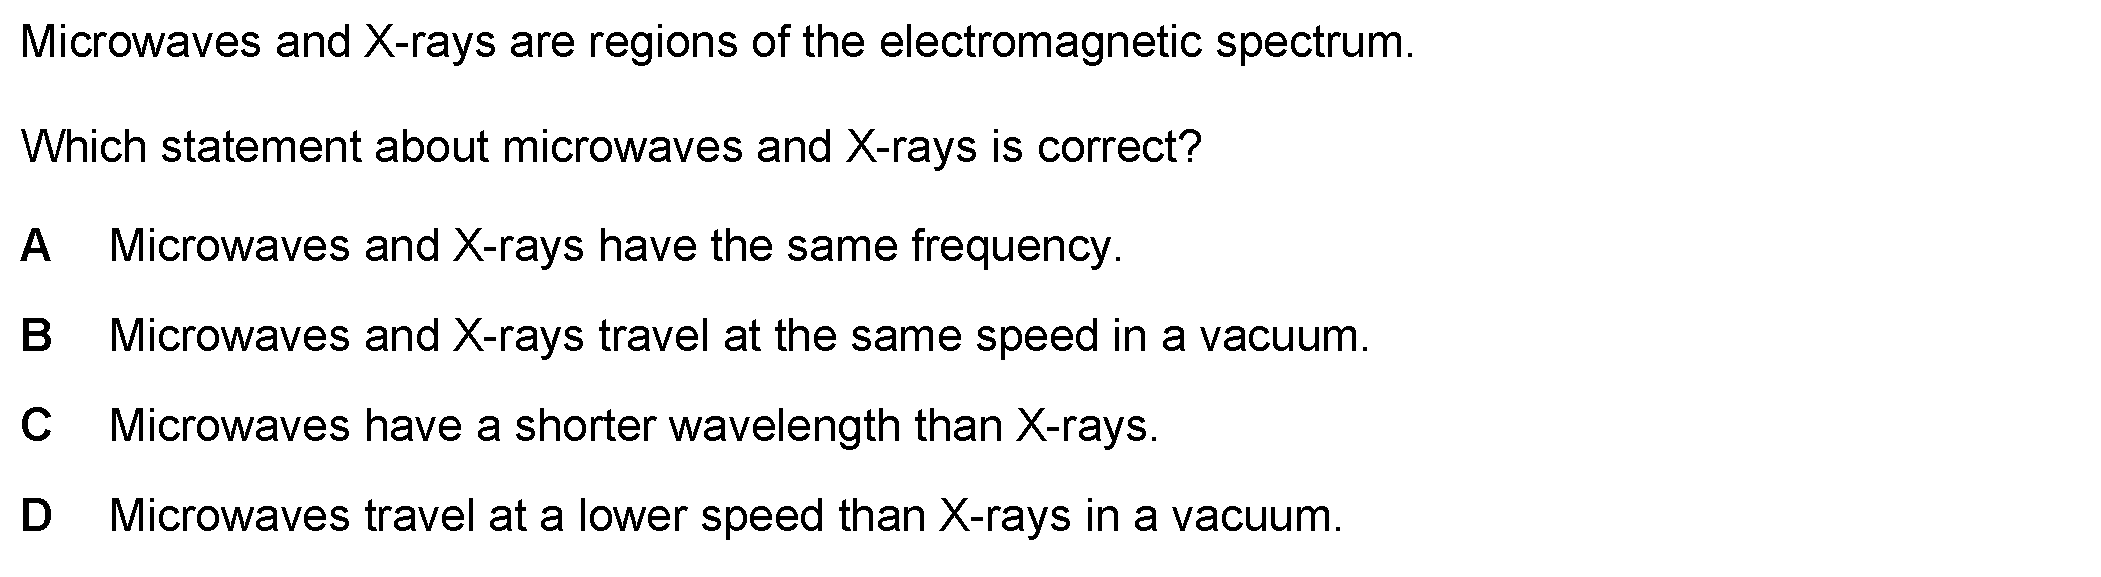 Microwaves and X-rays are regions of the electromagnetic spectrum.
Which statement about microwaves and X-rays is correct?
A Microwaves and X-rays have the same frequency.
B Microwaves and X-rays travel at the same speed in a vacuum.
C Microwaves have a shorter wavelength than X-rays.
D Microwaves travel at a lower speed than X-rays in a vacuum.